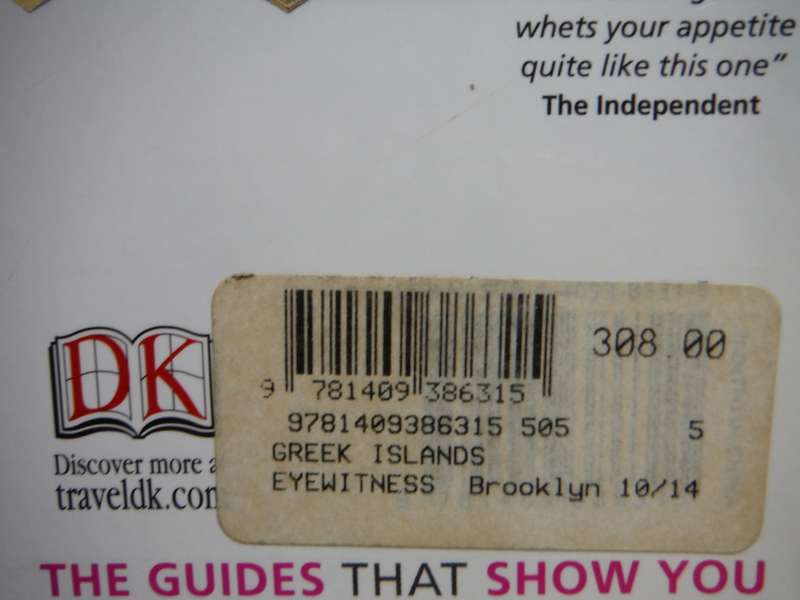 whets your appetite
quite like this one”
The Independent
308.00
9 781409 386315
9781409386315 505 5
GREEK ISLANDS
EYEWITNESS Brooklyn 10/14
DK
Discover more a
traveldk.com
THE GUIDES THAT SHOW YOU